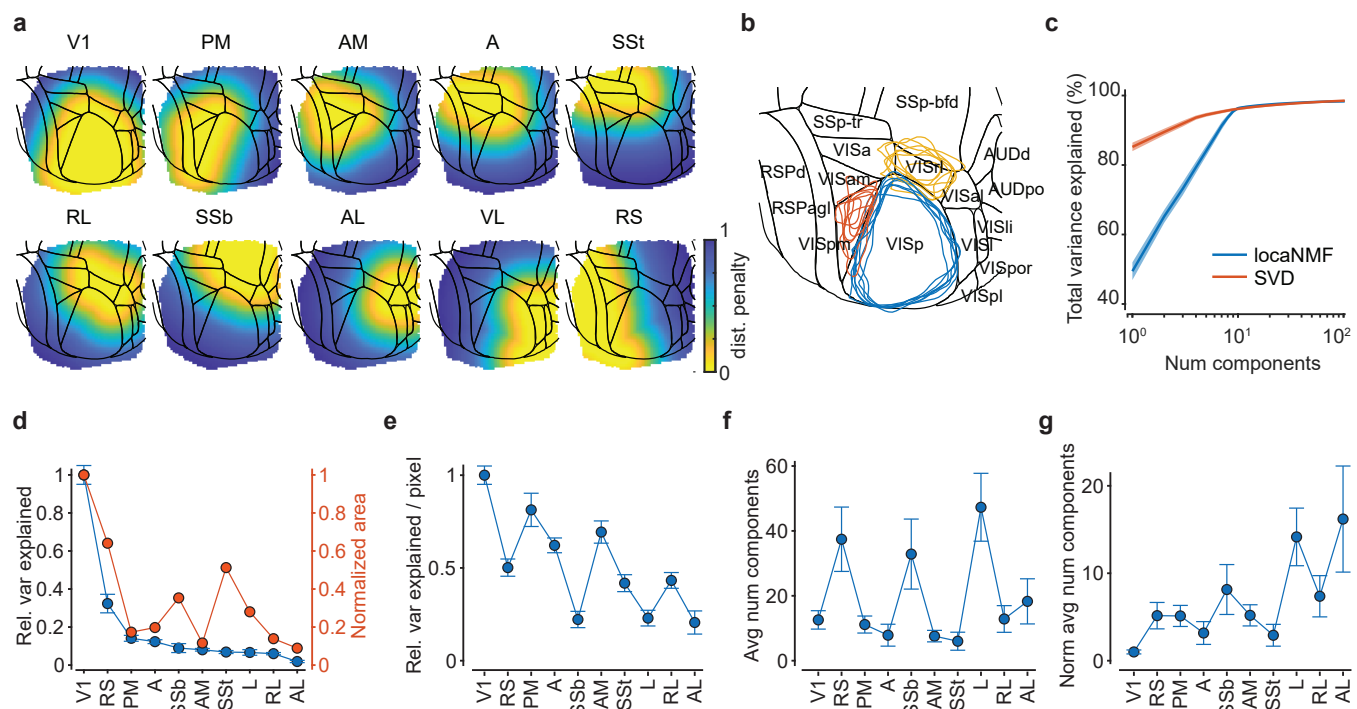 a
V1 PM AM A SSt
RL SSb AL VL RS
1
dist. penalty
0
b
SSp-bfd
SSp-tr
VISa
AUDd
RSPd
VISrl
VISam
AUDpo
VISal
RSPagl
VISli
VISpm
VISp
VISl
VISpor
VISpl
c
Total variance explained (%)
100
80
60
40
locaNMF
SVD
10⁰ 10¹ 10²
Num components
d
Rel. var explained
1
0.8
0.6
0.4
0.2
0
Normalized area
1
0.8
0.6
0.4
0.2
0
V1 RS PM A SSb AM SSt L RL AL
e
Rel. var explained / pixel
1
0.5
0
V1 RS PM A SSb AM SSt L RL AL
f
Avg num components
60
40
20
0
V1 RS PM A SSb AM SSt L RL AL
g
Norm avg num components
20
10
0
V1 RS PM A SSb AM SSt L RL AL